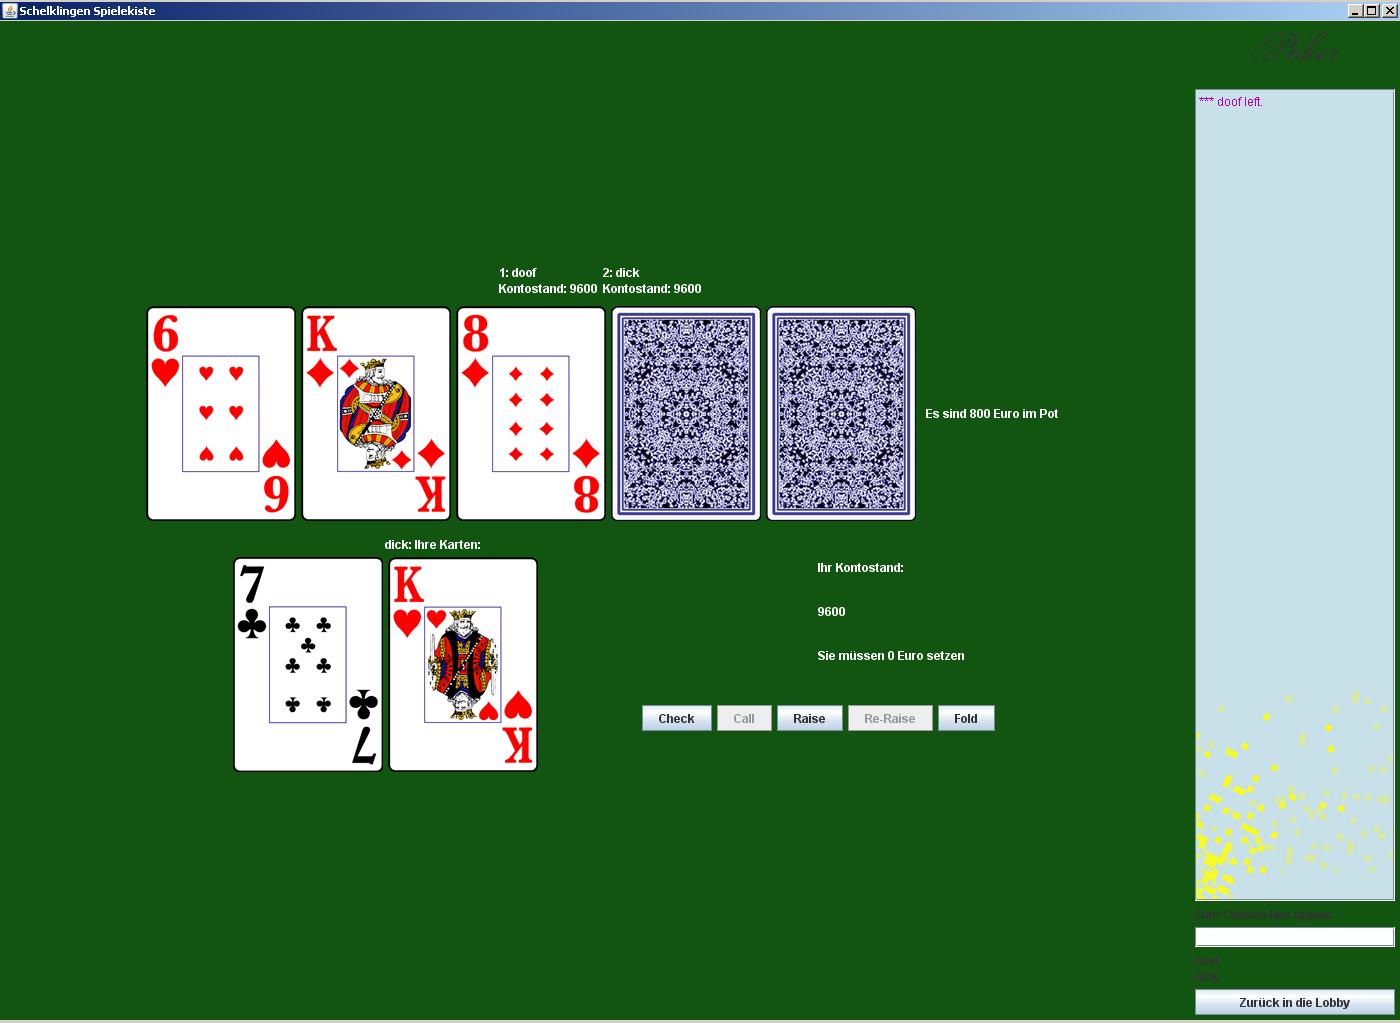 Schelklingen Spielekiste
Poker
*** doof left.
1: doof
Kontostand: 9600
2: dick
Kontostand: 9600
6
K
8
9
K
8
Es sind 800 Euro im Pot
dick: Ihre Karten:
7
K
7
K
Ihr Kontostand:
9600
Sie müssen 0 Euro setzen
Check
Call
Raise
Re-Raise
Fold
Zum Chatten hier tippen:
doof
dick
Zurück in die Lobby